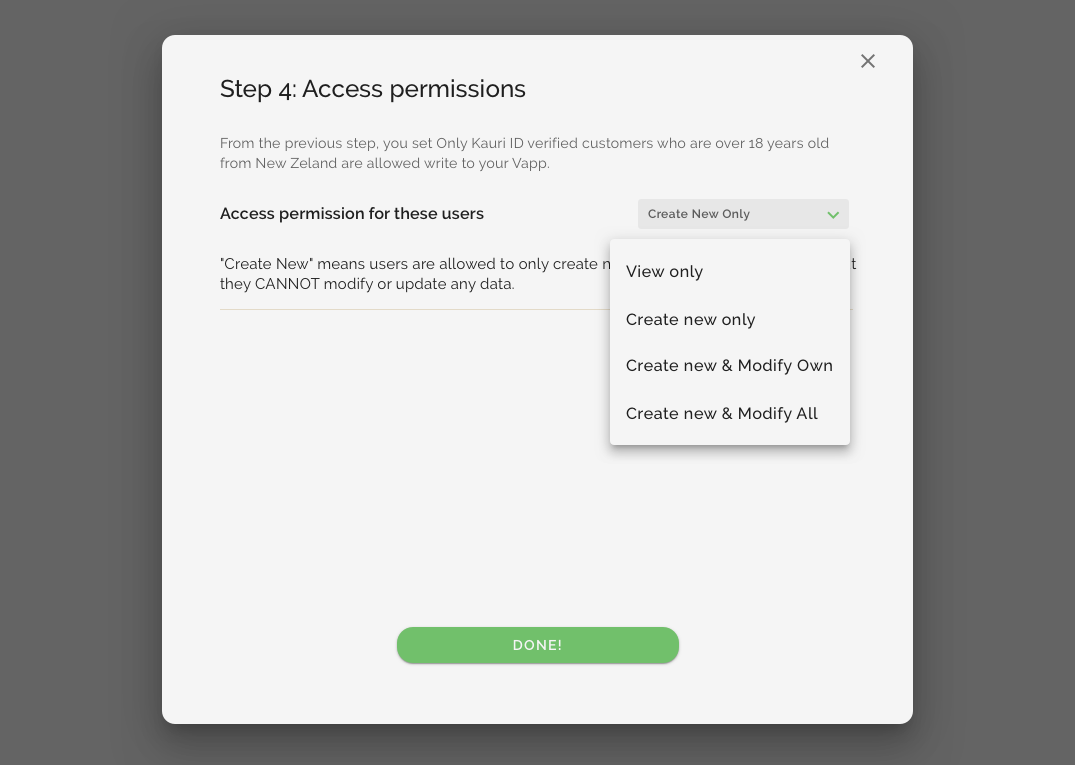 Step 4: Access permissions
From the previous step, you set Only Kauri ID verified customers who are over 18 years old
from New Zeland are allowed write to your Vapp.
Access permission for these users
Create New Only
"Create New" means users are allowed to only create
they CANNOT modify or update any data.
View only
Create new only
Create new & Modify Own
Create new & Modify All
DONE!